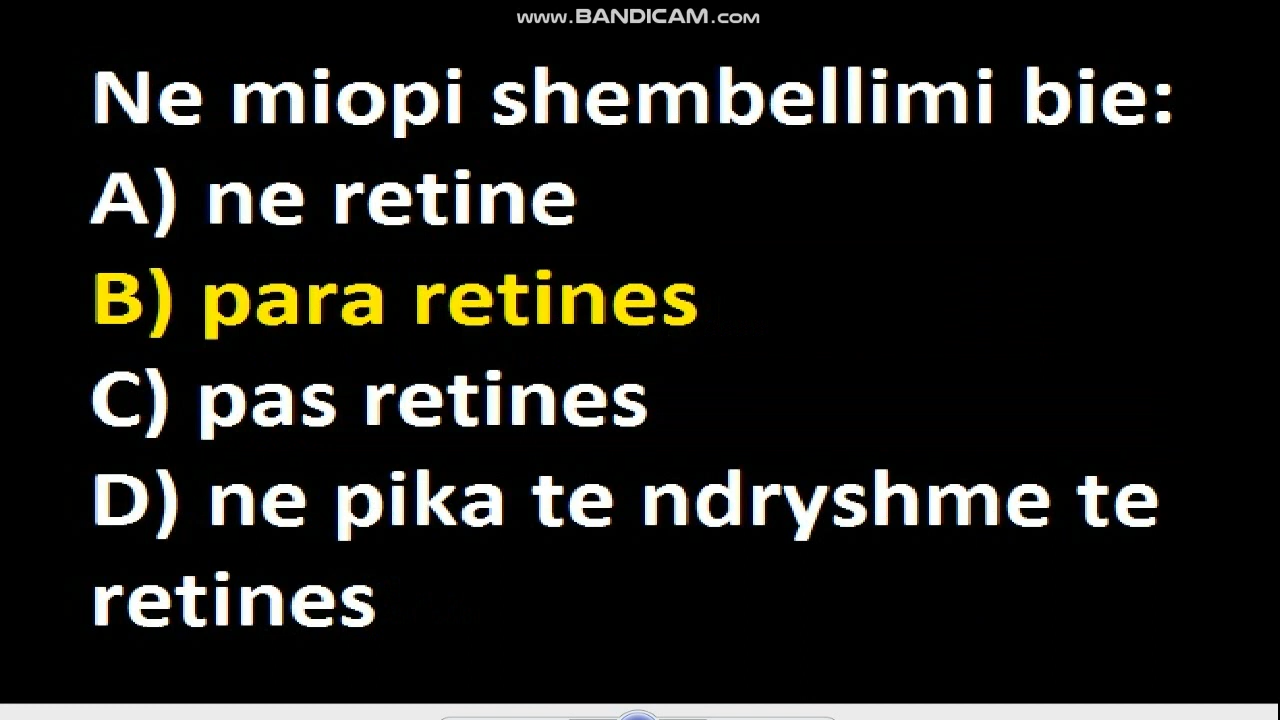 www.BANDICAM.COM
Ne miopi shembellimi bie:
A) ne retine
B) para retines
C) pas retines
D) ne pika te ndryshme te
retines